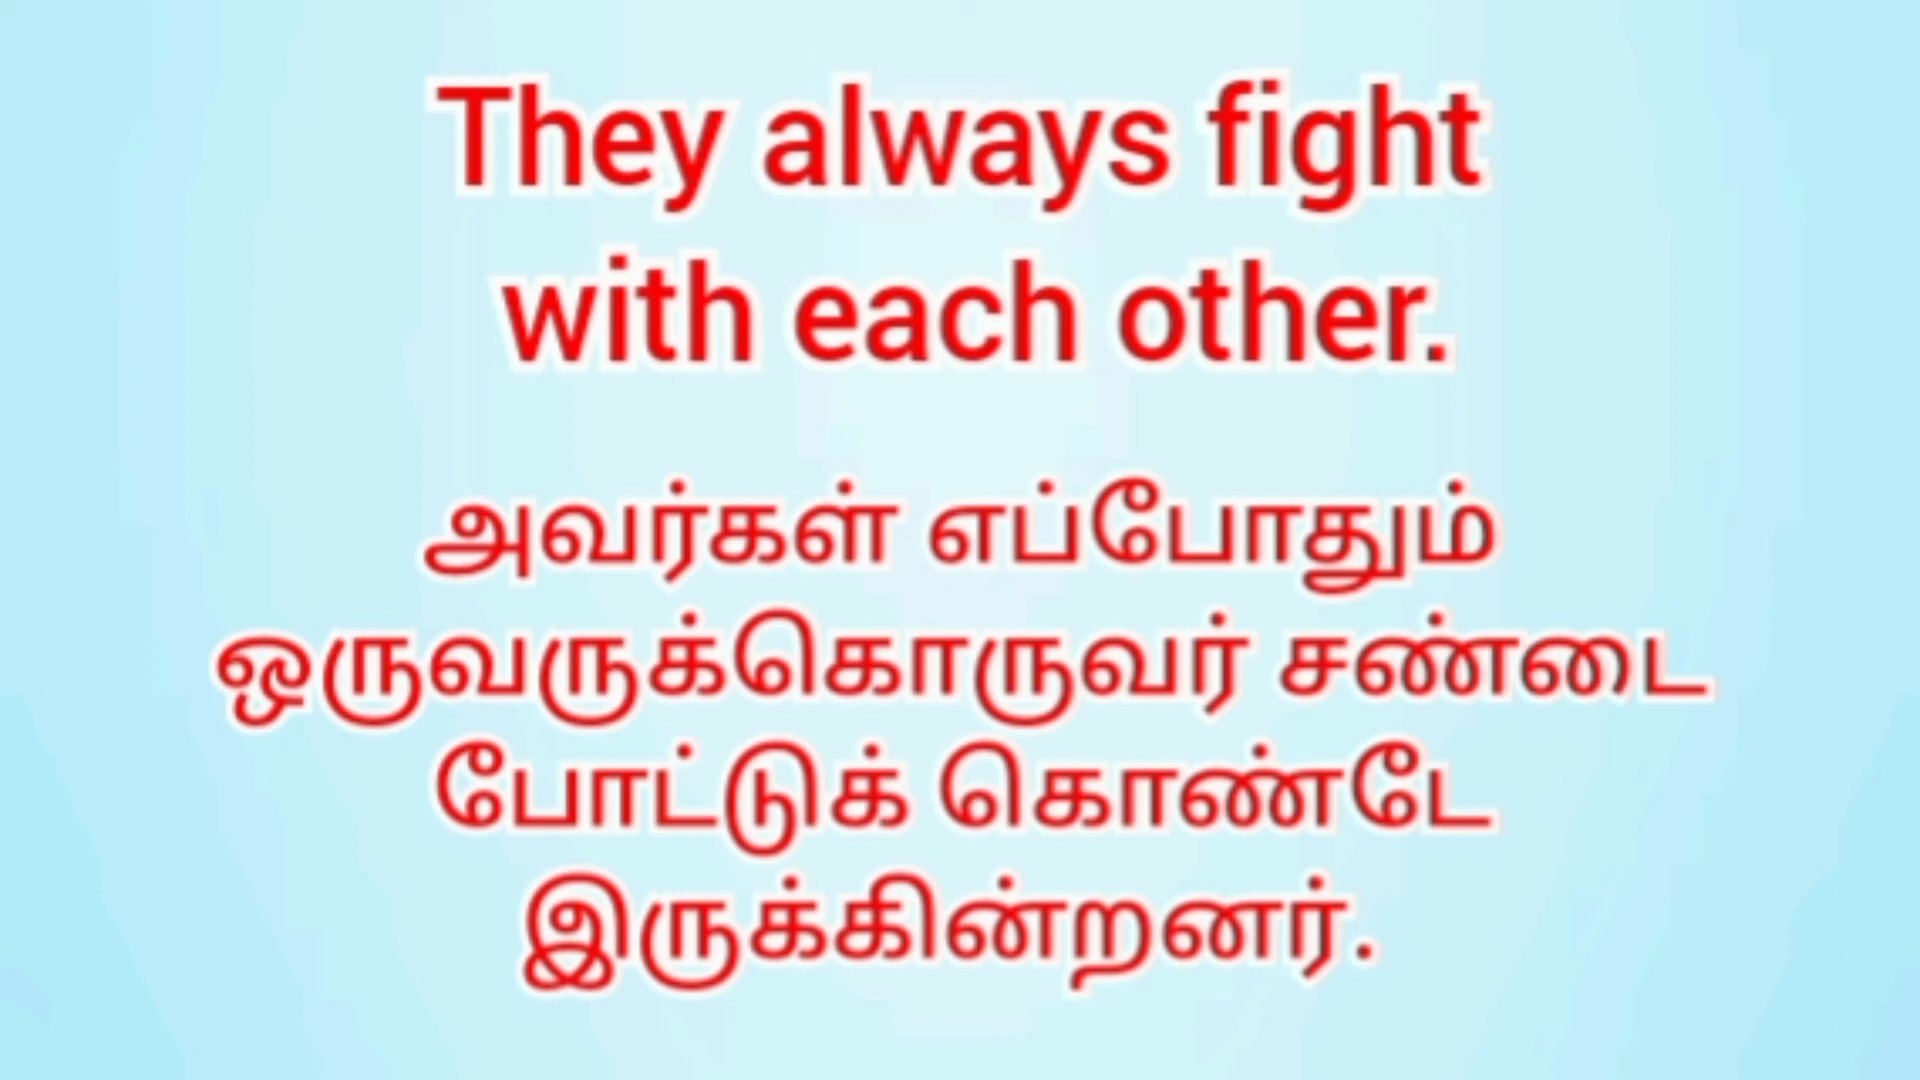 They always fight
with each other.
அவர்கள் எப்போதும்
ஒருவருக்கொருவர் சண்டை
போட்டுக் கொண்டே
இருக்கின்றனர்.